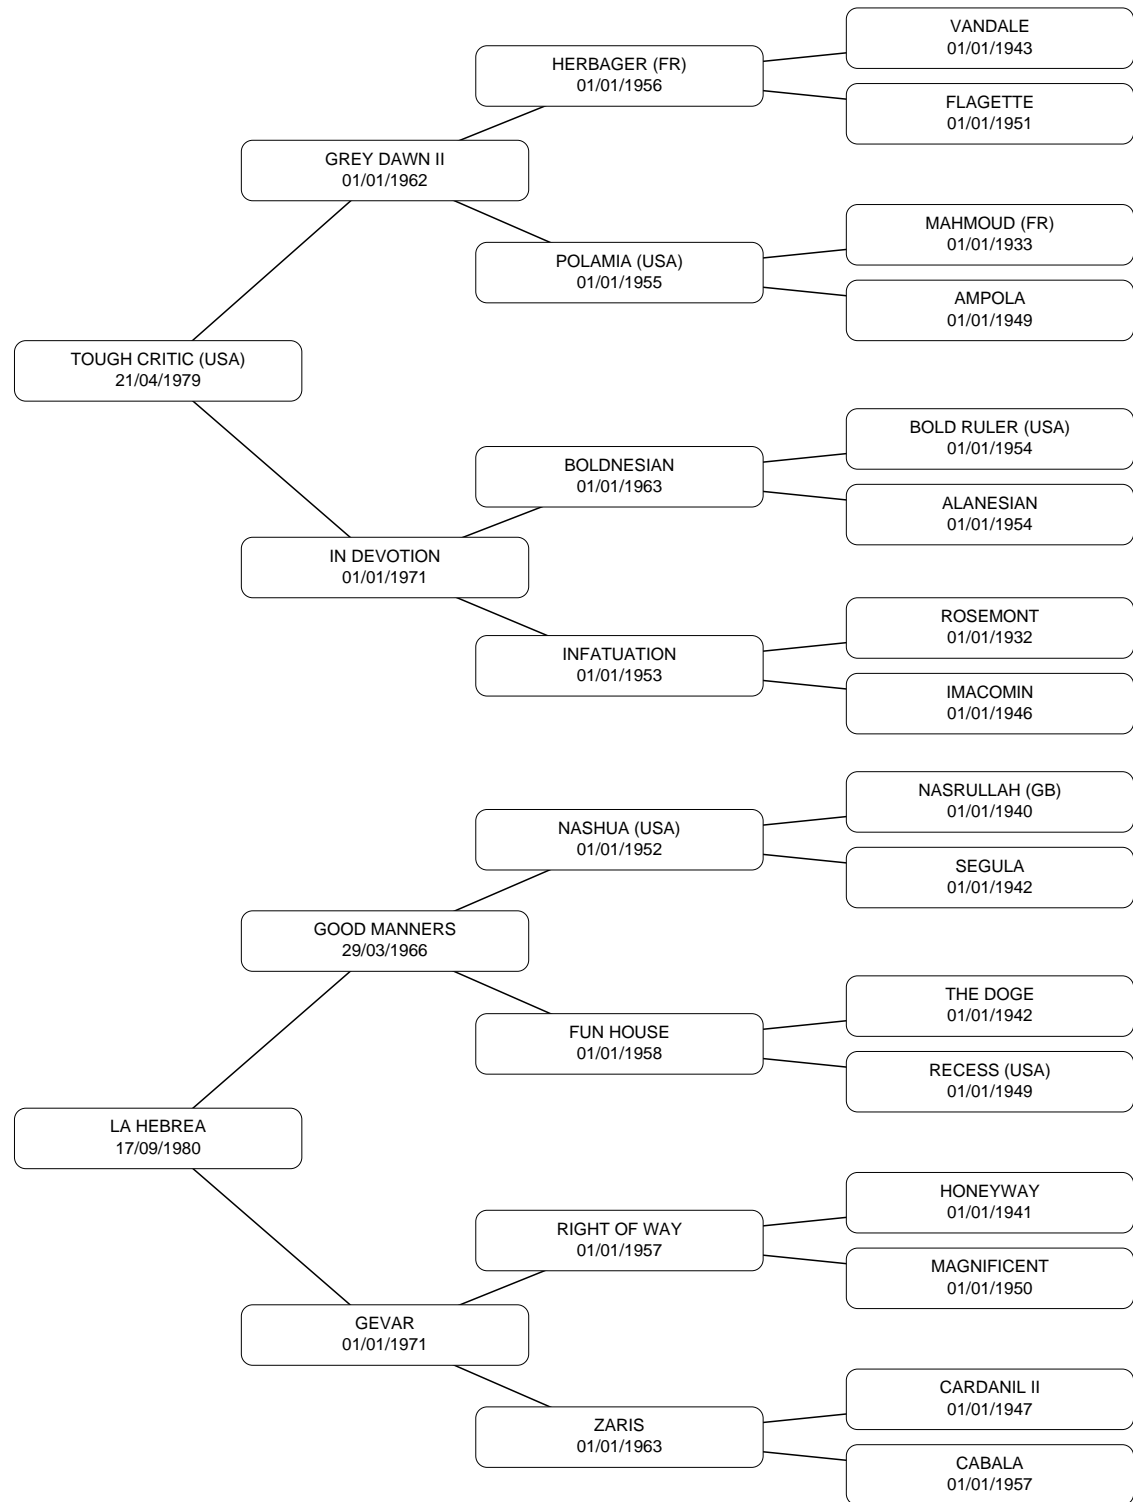 VANDALE
01/01/1943
HERBAGER (FR)
01/01/1956
FLAGETTE
01/01/1951
GREY DAWN II
01/01/1962
MAHMOUD (FR)
01/01/1933
POLAMIA (USA)
01/01/1955
AMPOLA
01/01/1949
TOUGH CRITIC (USA)
21/04/1979
BOLD RULER (USA)
01/01/1954
BOLDNESIAN
01/01/1963
ALANESIAN
01/01/1954
IN DEVOTION
01/01/1971
ROSEMONT
01/01/1932
INFATUATION
01/01/1953
IMACOMIN
01/01/1946
NASRULLAH (GB)
01/01/1940
NASHUA (USA)
01/01/1952
SEGULA
01/01/1942
GOOD MANNERS
29/03/1966
THE DOGE
01/01/1942
FUN HOUSE
01/01/1958
RECESS (USA)
01/01/1949
LA HEBREA
17/09/1980
HONEYWAY
01/01/1941
RIGHT OF WAY
01/01/1957
MAGNIFICENT
01/01/1950
GEVAR
01/01/1971
CARDANIL II
01/01/1947
ZARIS
01/01/1963
CABALA
01/01/1957